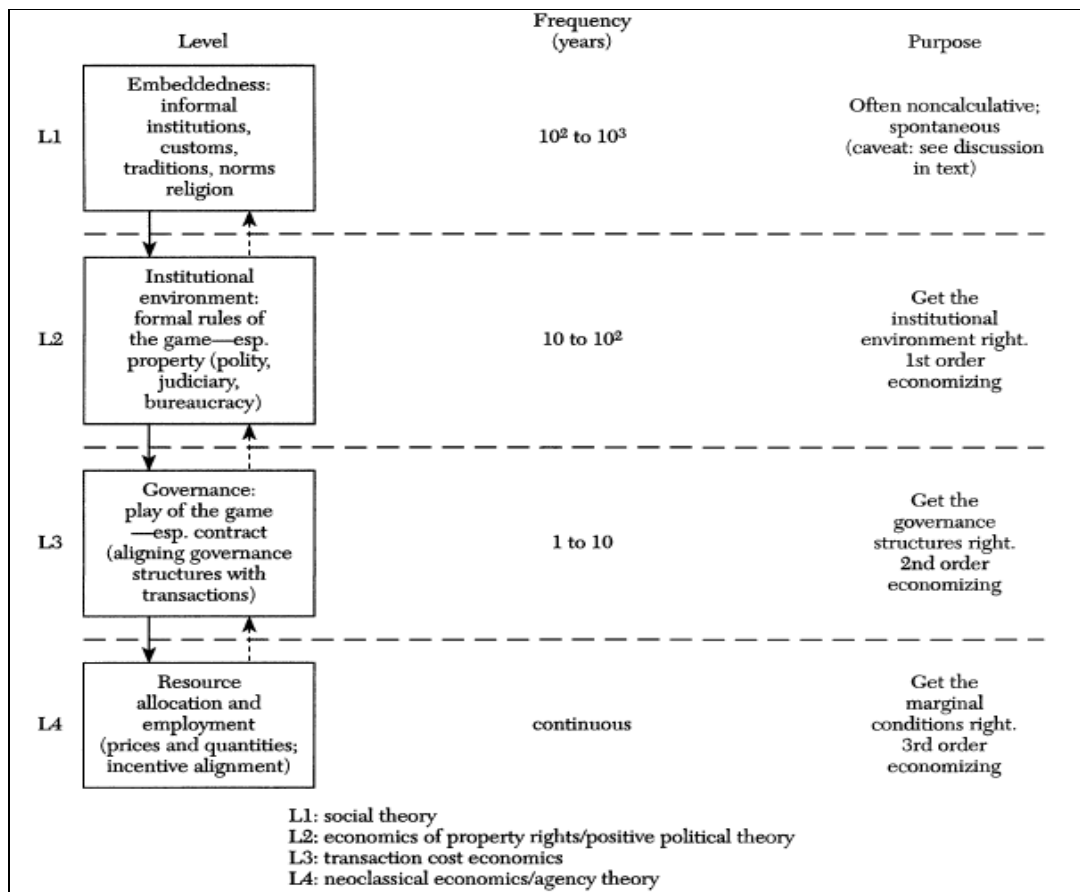 Level
Frequency
(years)
Purpose
L1
Embeddedness:
informal
institutions,
customs,
traditions, norms
religion
10² to 10³
Often noncalculative;
spontaneous
(caveat: see discussion
in text)
L2
Institutional
environment:
formal rules of
the game—esp.
property (polity,
judiciary,
bureaucracy)
10 to 10²
Get the
institutional
environment right.
1st order
economizing
L3
Governance:
play of the game
—esp. contract
(aligning governance
structures with
transactions)
1 to 10
Get the
governance
structures right.
2nd order
economizing
L4
Resource
allocation and
employment
(prices and quantities;
incentive alignment)
continuous
Get the
marginal
conditions right.
3rd order
economizing
L1: social theory
L2: economics of property rights/positive political theory
L3: transaction cost economics
L4: neoclassical economics/agency theory